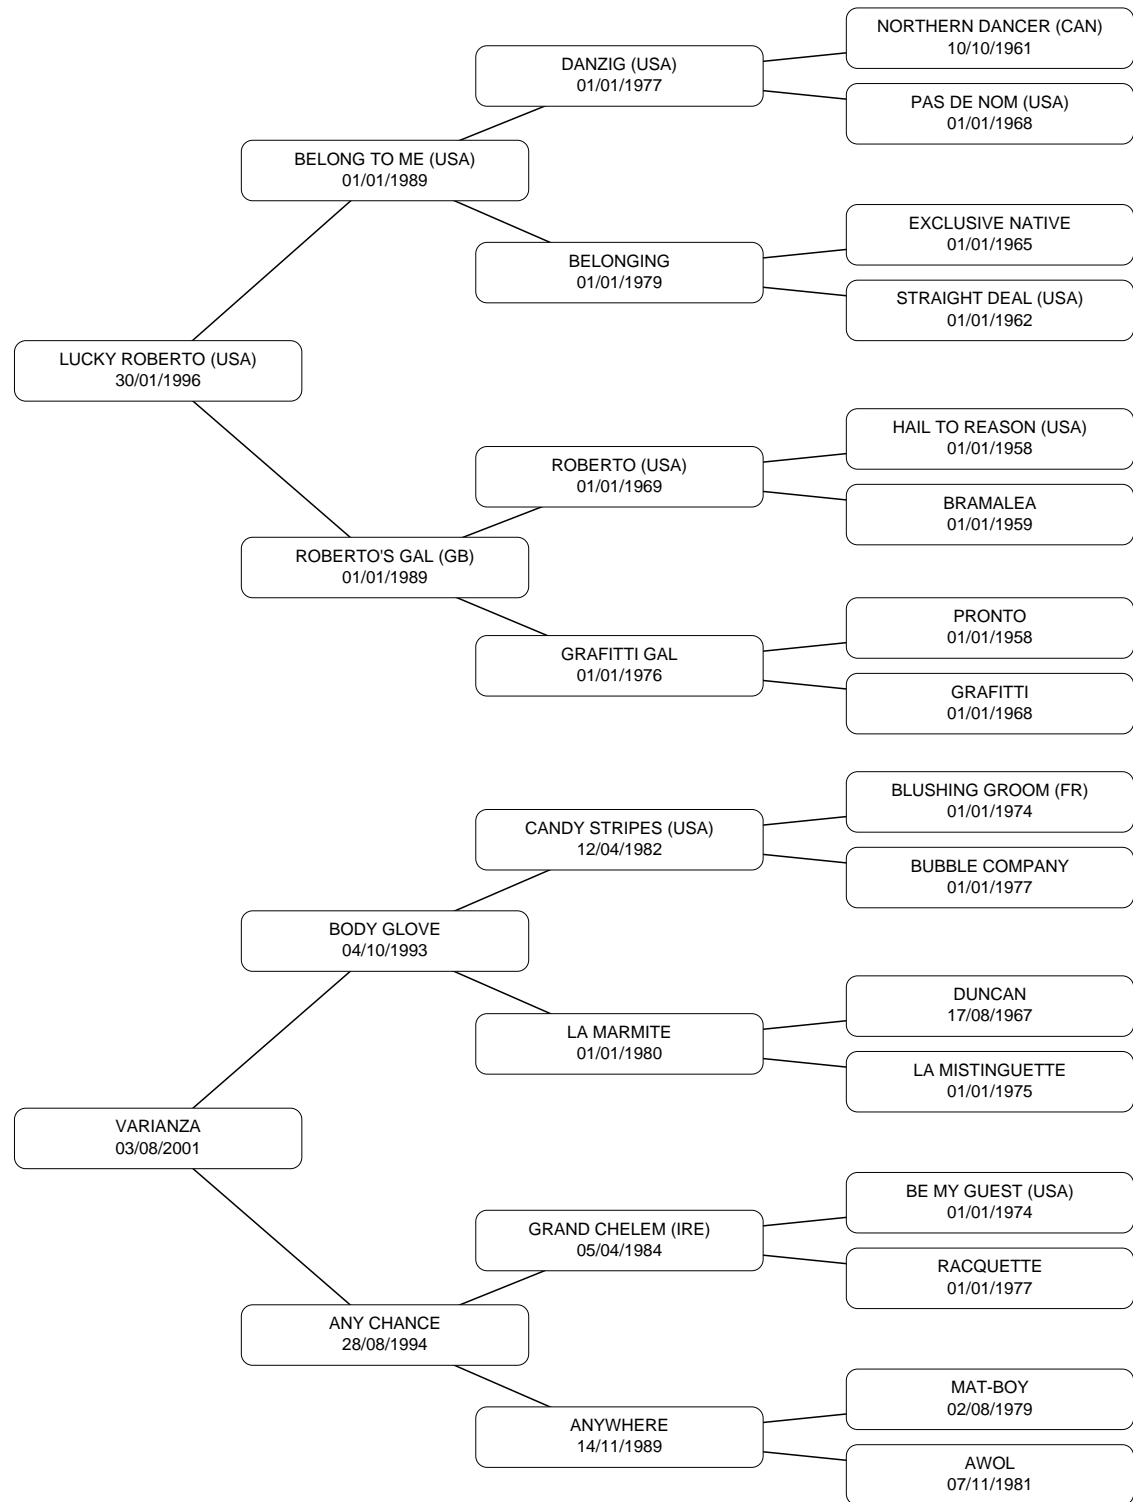 NORTHERN DANCER (CAN)
10/10/1961
DANZIG (USA)
01/01/1977
PAS DE NOM (USA)
01/01/1968
BELONG TO ME (USA)
01/01/1989
EXCLUSIVE NATIVE
01/01/1965
BELONGING
01/01/1979
STRAIGHT DEAL (USA)
01/01/1962
LUCKY ROBERTO (USA)
30/01/1996
HAIL TO REASON (USA)
01/01/1958
ROBERTO (USA)
01/01/1969
BRAMALEA
01/01/1959
ROBERTO'S GAL (GB)
01/01/1989
PRONTO
01/01/1958
GRAFITTI GAL
01/01/1976
GRAFITTI
01/01/1968
BLUSHING GROOM (FR)
01/01/1974
CANDY STRIPES (USA)
12/04/1982
BUBBLE COMPANY
01/01/1977
BODY GLOVE
04/10/1993
DUNCAN
17/08/1967
LA MARMITE
01/01/1980
LA MISTINGUETTE
01/01/1975
VARIANZA
03/08/2001
BE MY GUEST (USA)
01/01/1974
GRAND CHELEM (IRE)
05/04/1984
RACQUETTE
01/01/1977
ANY CHANCE
28/08/1994
MAT-BOY
02/08/1979
ANYWHERE
14/11/1989
AWOL
07/11/1981